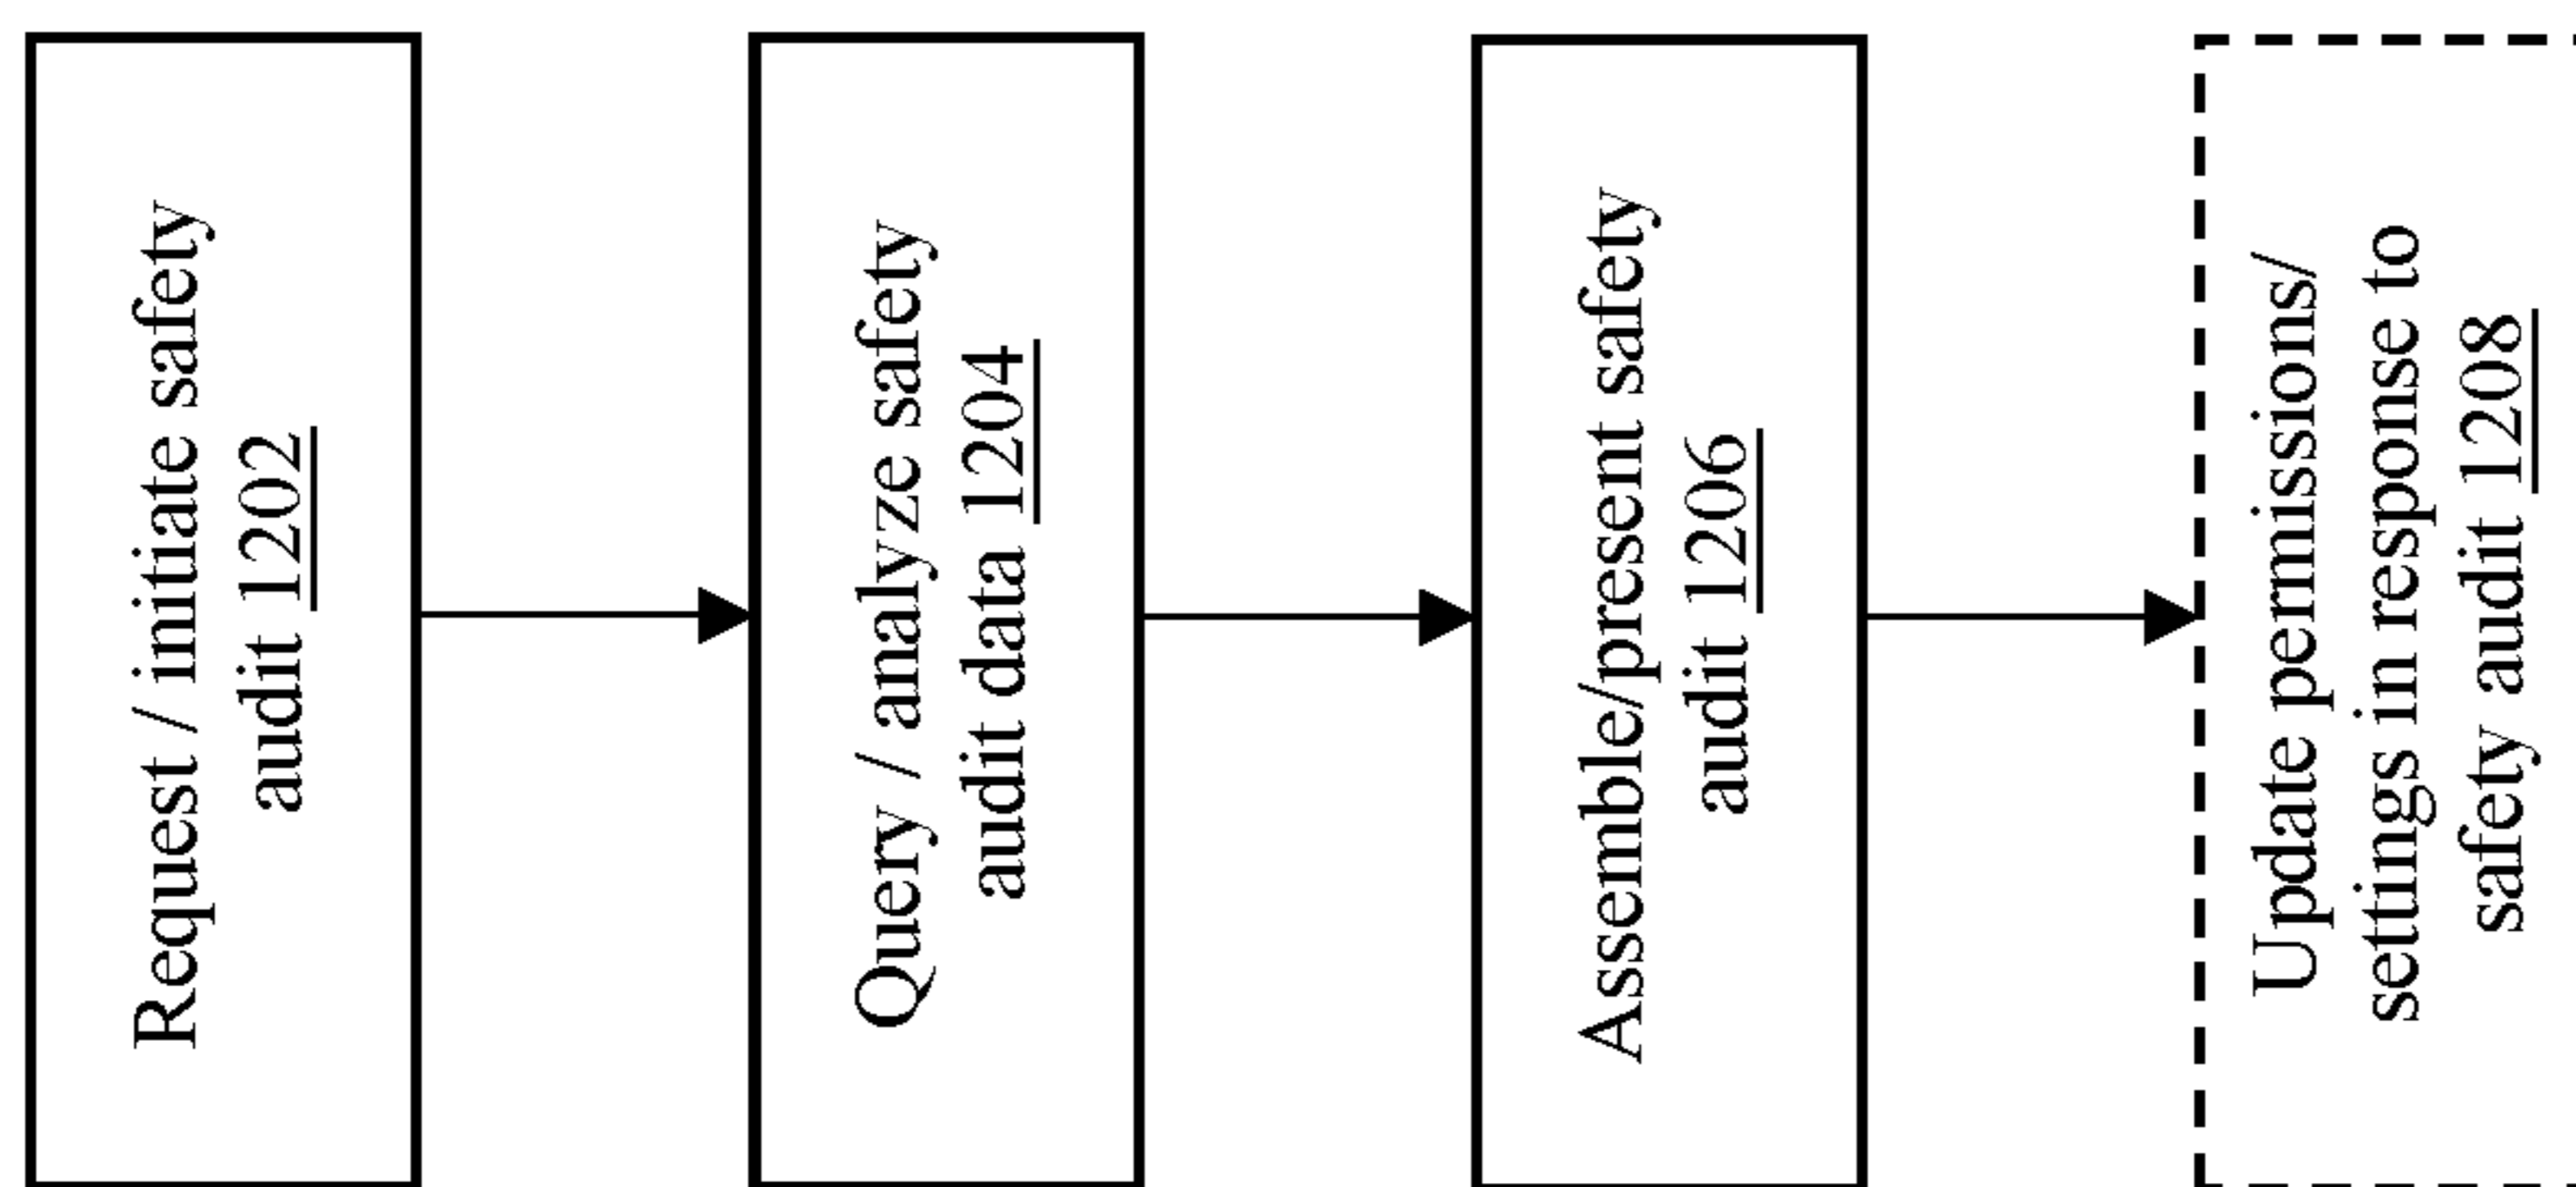 Request / initiate safety
audit 1202
Query / analyze safety
audit data 1204
Assemble/present safety
audit 1206
Update permissions/
settings in response to
safety audit 1208